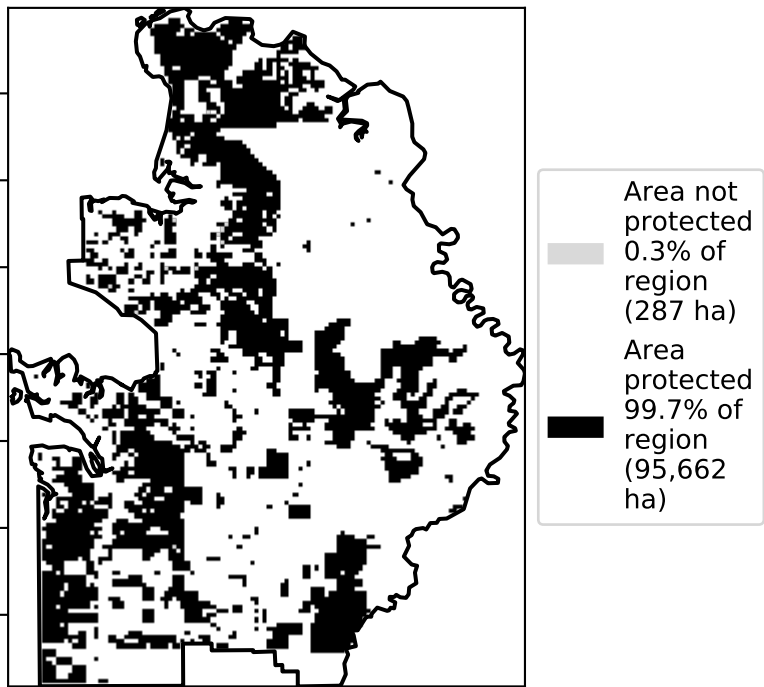 Area not
protected
0.3% of
region
(287 ha)
Area
protected
99.7% of
region
(95,662
ha)